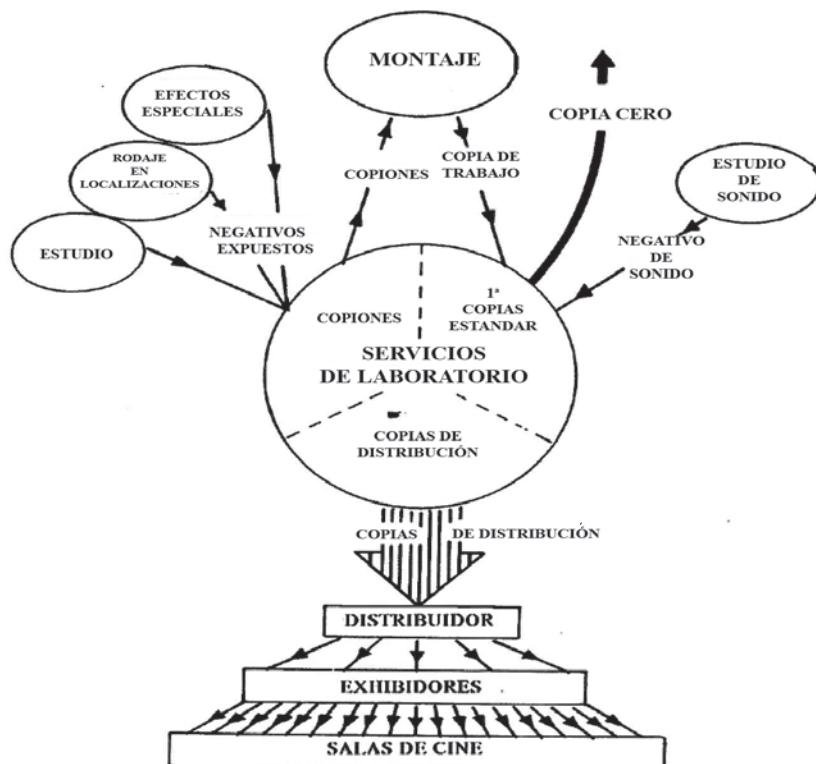 MONTAJE
EFECTOS
ESPECIALES
COPIA CERO
RODAJE
EN
LOCALIZACIONES
COPIONES
COPIA DE
TRABAJO
ESTUDIO
DE
SONIDO
ESTUDIO
NEGATIVOS
EXPUESTOS
NEGATIVO
DE
SONIDO
COPIONES
1ª
COPIAS
ESTANDAR
SERVICIOS
DE LABORATORIO
COPIAS DE
DISTRIBUCIÓN
COPIAS DE DISTRIBUCIÓN
DISTRIBUIDOR
EXHIBIDORES
SALAS DE CINE